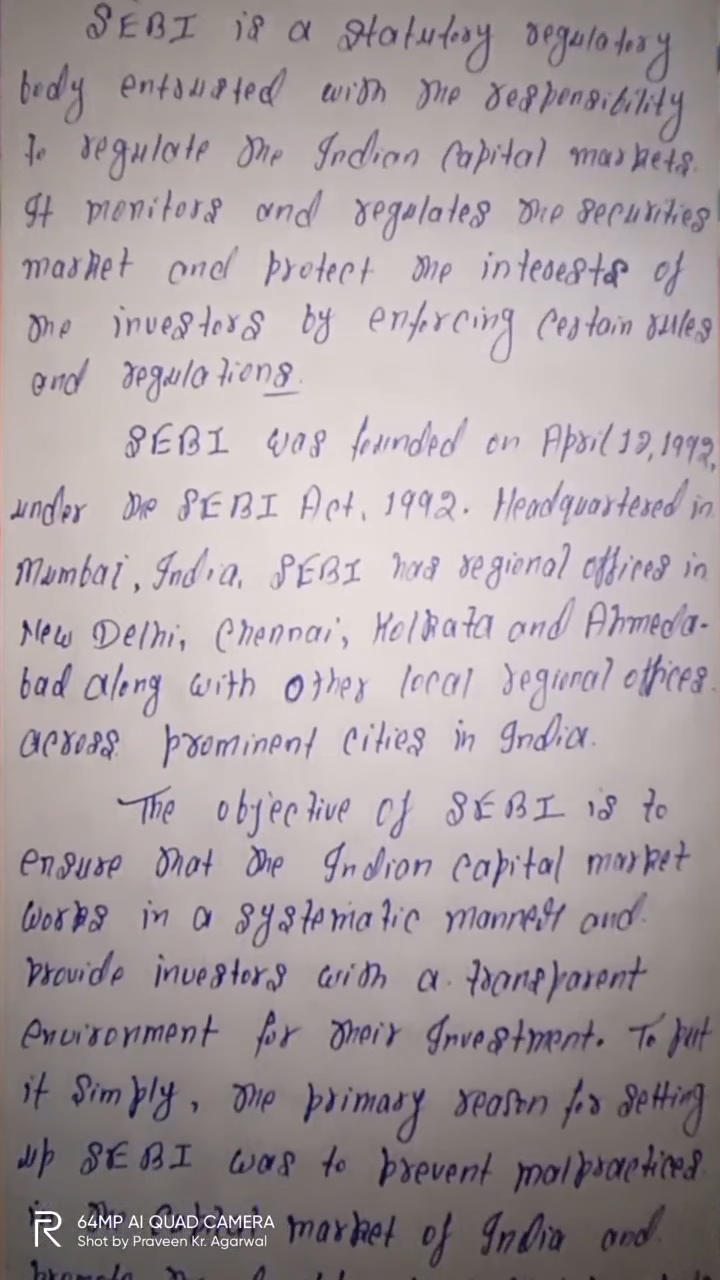 SEBI is a statutory regulatory
body entrusted with the responsibility
to regulate the Indian Capital markets.
It monitors and regulates the securities
market and protect the interests of
the investors by enforcing certain rules
and regulations.
SEBI was founded on April 12, 1992,
under the SEBI Act, 1992. Headquartered in
Mumbai, India, SEBI has regional offices in
New Delhi, Chennai, Kolkata and Ahmeda-
bad along with other local regional offices
across prominent cities in India.
The objective of SEBI is to
ensure that the Indian capital market
works in a systematic manner and
provide investors with a transparent
environment for their Investment. To put
it simply, the primary reason for setting
up SEBI was to prevent malpractices
in the capital market of India and
64MP AI QUAD CAMERA
Shot by Praveen Kr. Agarwal